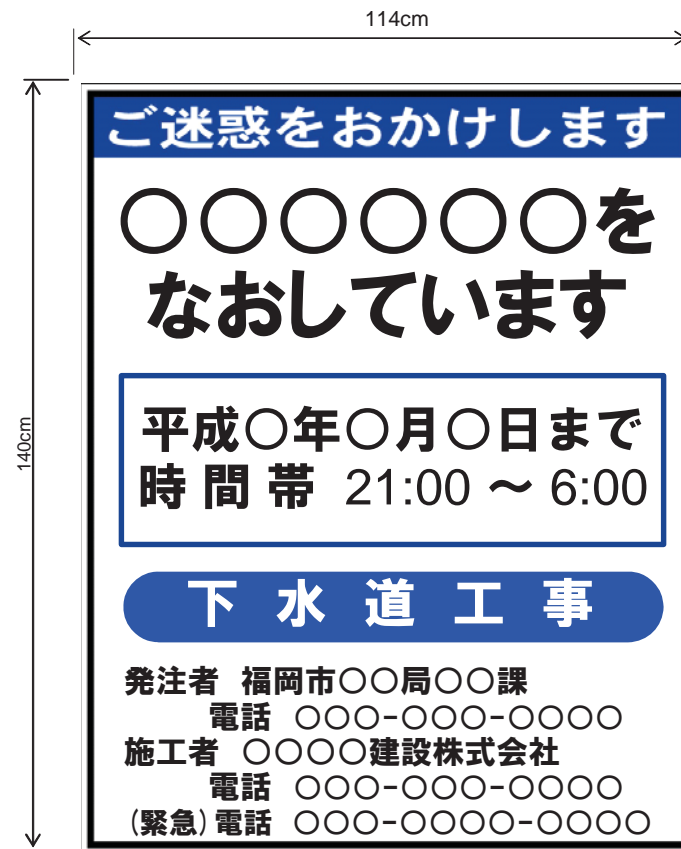 114cm
140cm
ご迷惑をおかけします
○○○○○○を
なおしています
平成○年○月○日まで
時間帯 21:00 ～ 6:00
下水道工事
発注者 福岡市○○局○○課
電話 ○○○-○○○-○○○○
施工者 ○○○○建設株式会社
電話 ○○○-○○○-○○○○
(緊急)電話 ○○○-○○○○-○○○○